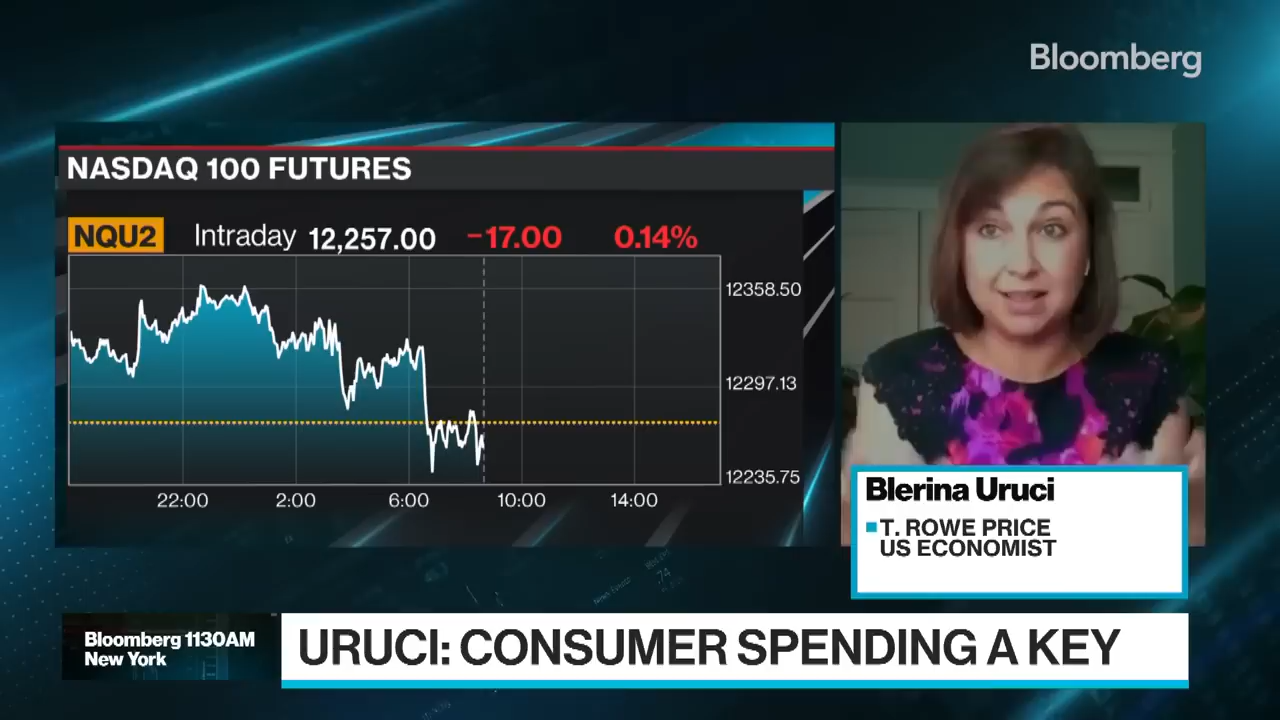 Bloomberg
NASDAQ 100 FUTURES
NQU2 Intraday 12,257.00 -17.00 0.14%
12358.50
12297.13
12235.75
22:00 2:00 6:00 10:00 14:00
Blerina Uruci
T. ROWE PRICE
US ECONOMIST
Bloomberg 1130AM
New York
URUCI: CONSUMER SPENDING A KEY